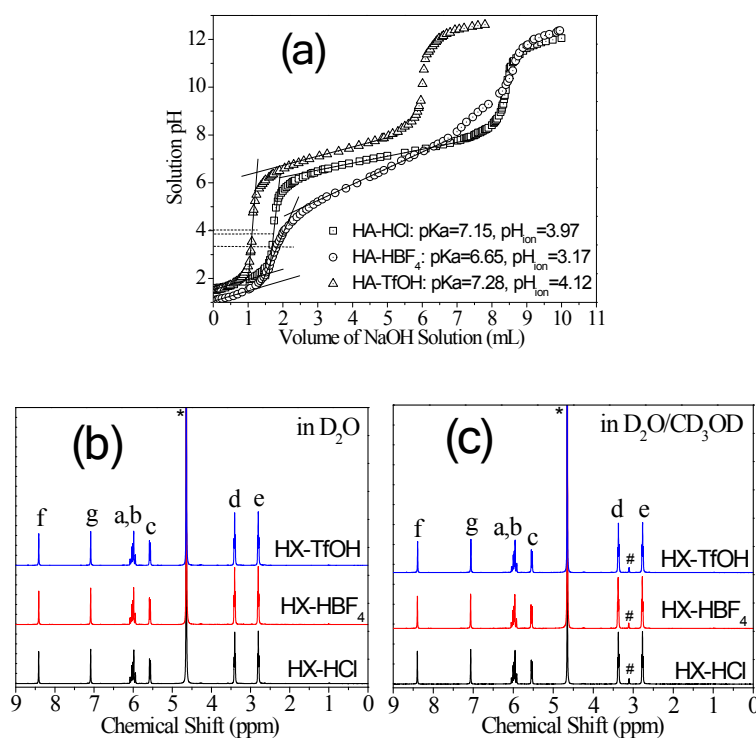 (a)
12
10
8
6
4
2
Solution pH
HA-HCl: pKa=7.15, pH_ion=3.97
HA-HBF₄: pKa=6.65, pH_ion=3.17
HA-TfOH: pKa=7.28, pH_ion=4.12
0 1 2 3 4 5 6 7 8 9 10 11
Volume of NaOH Solution (mL)
(b)
*
in D₂O
f g a,b c d e
HX-TfOH
HX-HBF₄
HX-HCl
9 8 7 6 5 4 3 2 1 0
Chemical Shift (ppm)
(c)
*
in D₂O/CD₃OD
f g a,b c d # e
HX-TfOH
#
HX-HBF₄
#
HX-HCl
9 8 7 6 5 4 3 2 1 0
Chemical Shift (ppm)